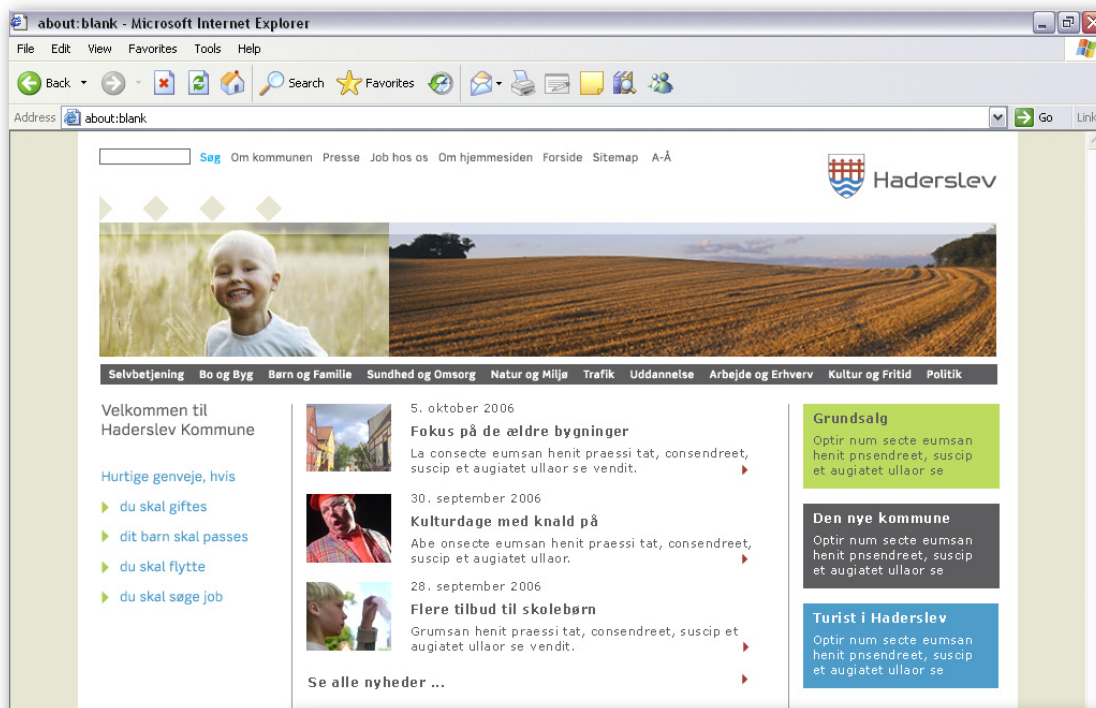 about:blank - Microsoft Internet Explorer
File Edit View Favorites Tools Help
Back Search Favorites
Address about:blank Go Link
Søg Om kommunen Presse Job hos os Om hjemmesiden Forside Sitemap A-Å
Haderslev
Selvbetjening Bo og Byg Børn og Familie Sundhed og Omsorg Natur og Miljø Trafik Uddannelse Arbejde og Erhverv Kultur og Fritid Politik
Velkommen til
Haderslev Kommune
Hurtige genveje, hvis
du skal giftes
dit barn skal passes
du skal flytte
du skal søge job
5. oktober 2006
Fokus på de ældre bygninger
La consecte eumsan henit praessi tat, consendreet,
suscip et augiatet ullaor se vendit.
30. september 2006
Kulturdage med knald på
Abe onsecte eumsan henit praessi tat, consendreet,
suscip et augiatet ullaor.
28. september 2006
Flere tilbud til skolebørn
Grumsan henit praessi tat, consendreet, suscip et
augiatet ullaor se vendit.
Se alle nyheder ...
Grundsalg
Optir num secte eumsan
henit pnsendreet, suscip
et augiatet ullaor se
Den nye kommune
Optir num secte eumsan
henit pnsendreet, suscip
et augiatet ullaor se
Turist i Haderslev
Optir num secte eumsan
henit pnsendreet, suscip
et augiatet ullaor se